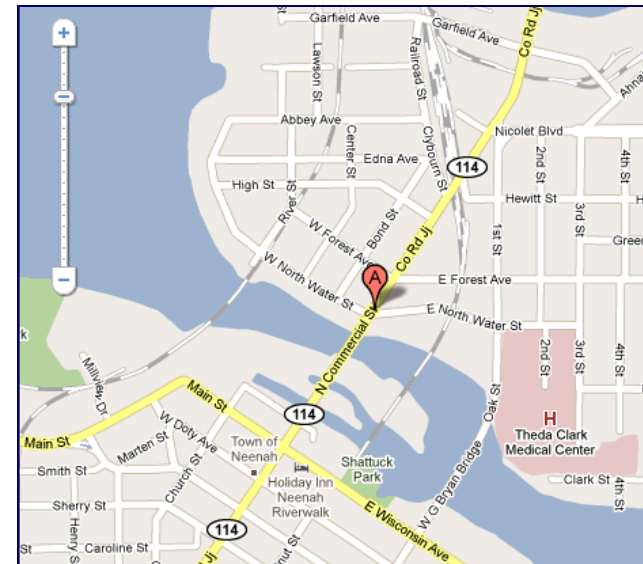 Garfield Ave
Garfield Ave
Co Rd Jj
Lawson St
Railroad St
Abbey Ave
Center St
Clybourn St
Nicolet Blvd
Edna Ave
114
2nd St
3rd St
4th St
High St
River St
Bond St
Hewitt St
1st St
W Forest Ave
Co Rd Jj
A
E Forest Ave
W North Water St
E North Water St
N Commercial St
2nd St
3rd St
4th St
Millview Dr
Main St
114
Oak St
H
Theda Clark
Medical Center
Main St
W Doty Ave
Town of
Neenah
Marten St
Shattuck
Park
Smith St
Church St
Holiday Inn
Neenah
Riverwalk
W G Bryan Bridge
Clark St
Sherry St
E Wisconsin Ave
114
Henry S
Caroline St